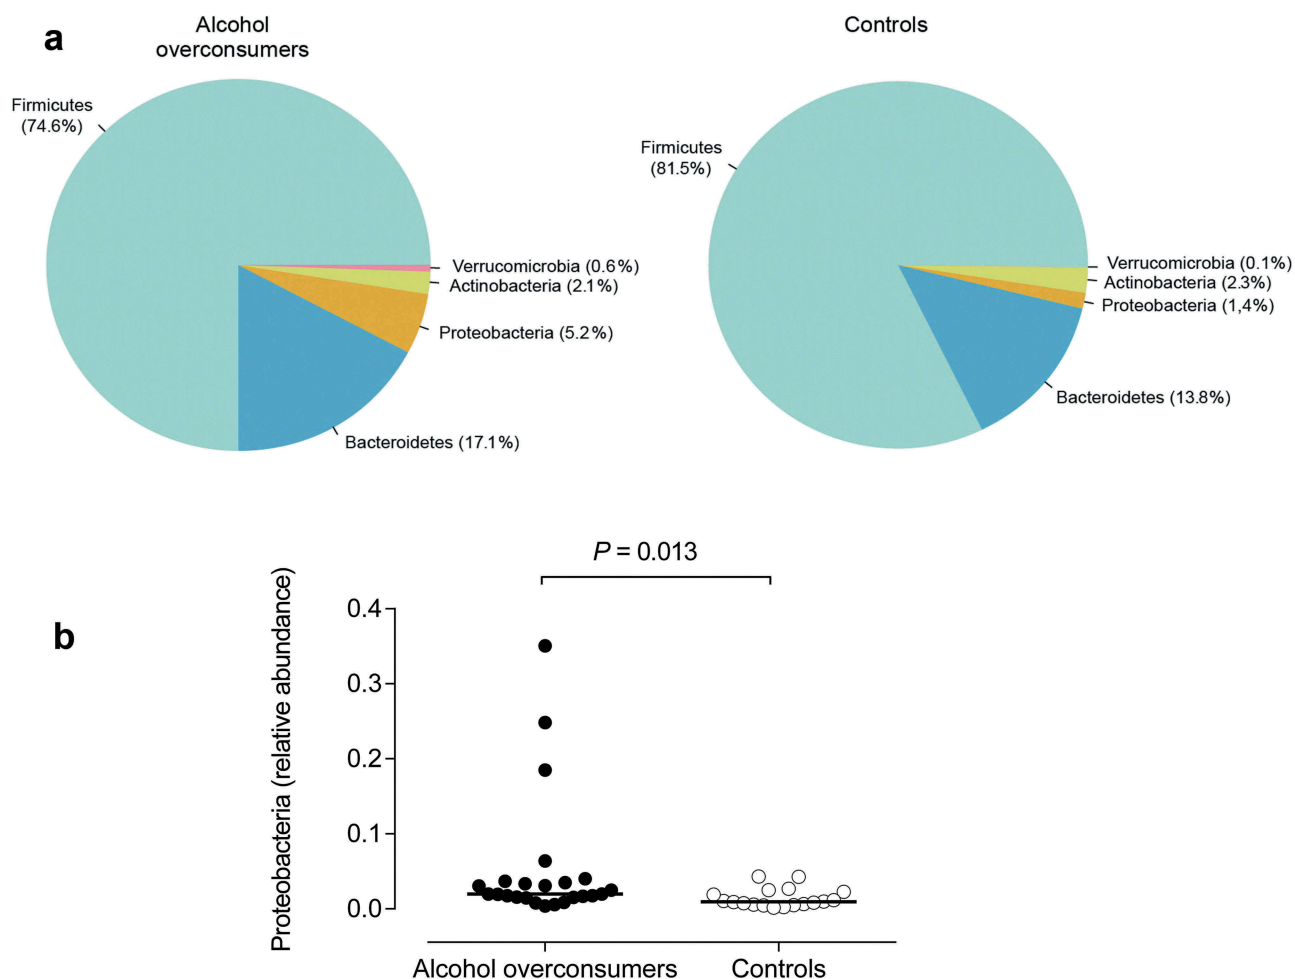 a
Alcohol
overconsumers
Firmicutes
(74.6%)
Verrucomicrobia (0.6%)
Actinobacteria (2.1%)
Proteobacteria (5.2%)
Bacteroidetes (17.1%)
Controls
Firmicutes
(81.5%)
Verrucomicrobia (0.1%)
Actinobacteria (2.3%)
Proteobacteria (1,4%)
Bacteroidetes (13.8%)
b
P = 0.013
Proteobacteria (relative abundance)
0.4
0.3
0.2
0.1
0.0
Alcohol overconsumers
Controls